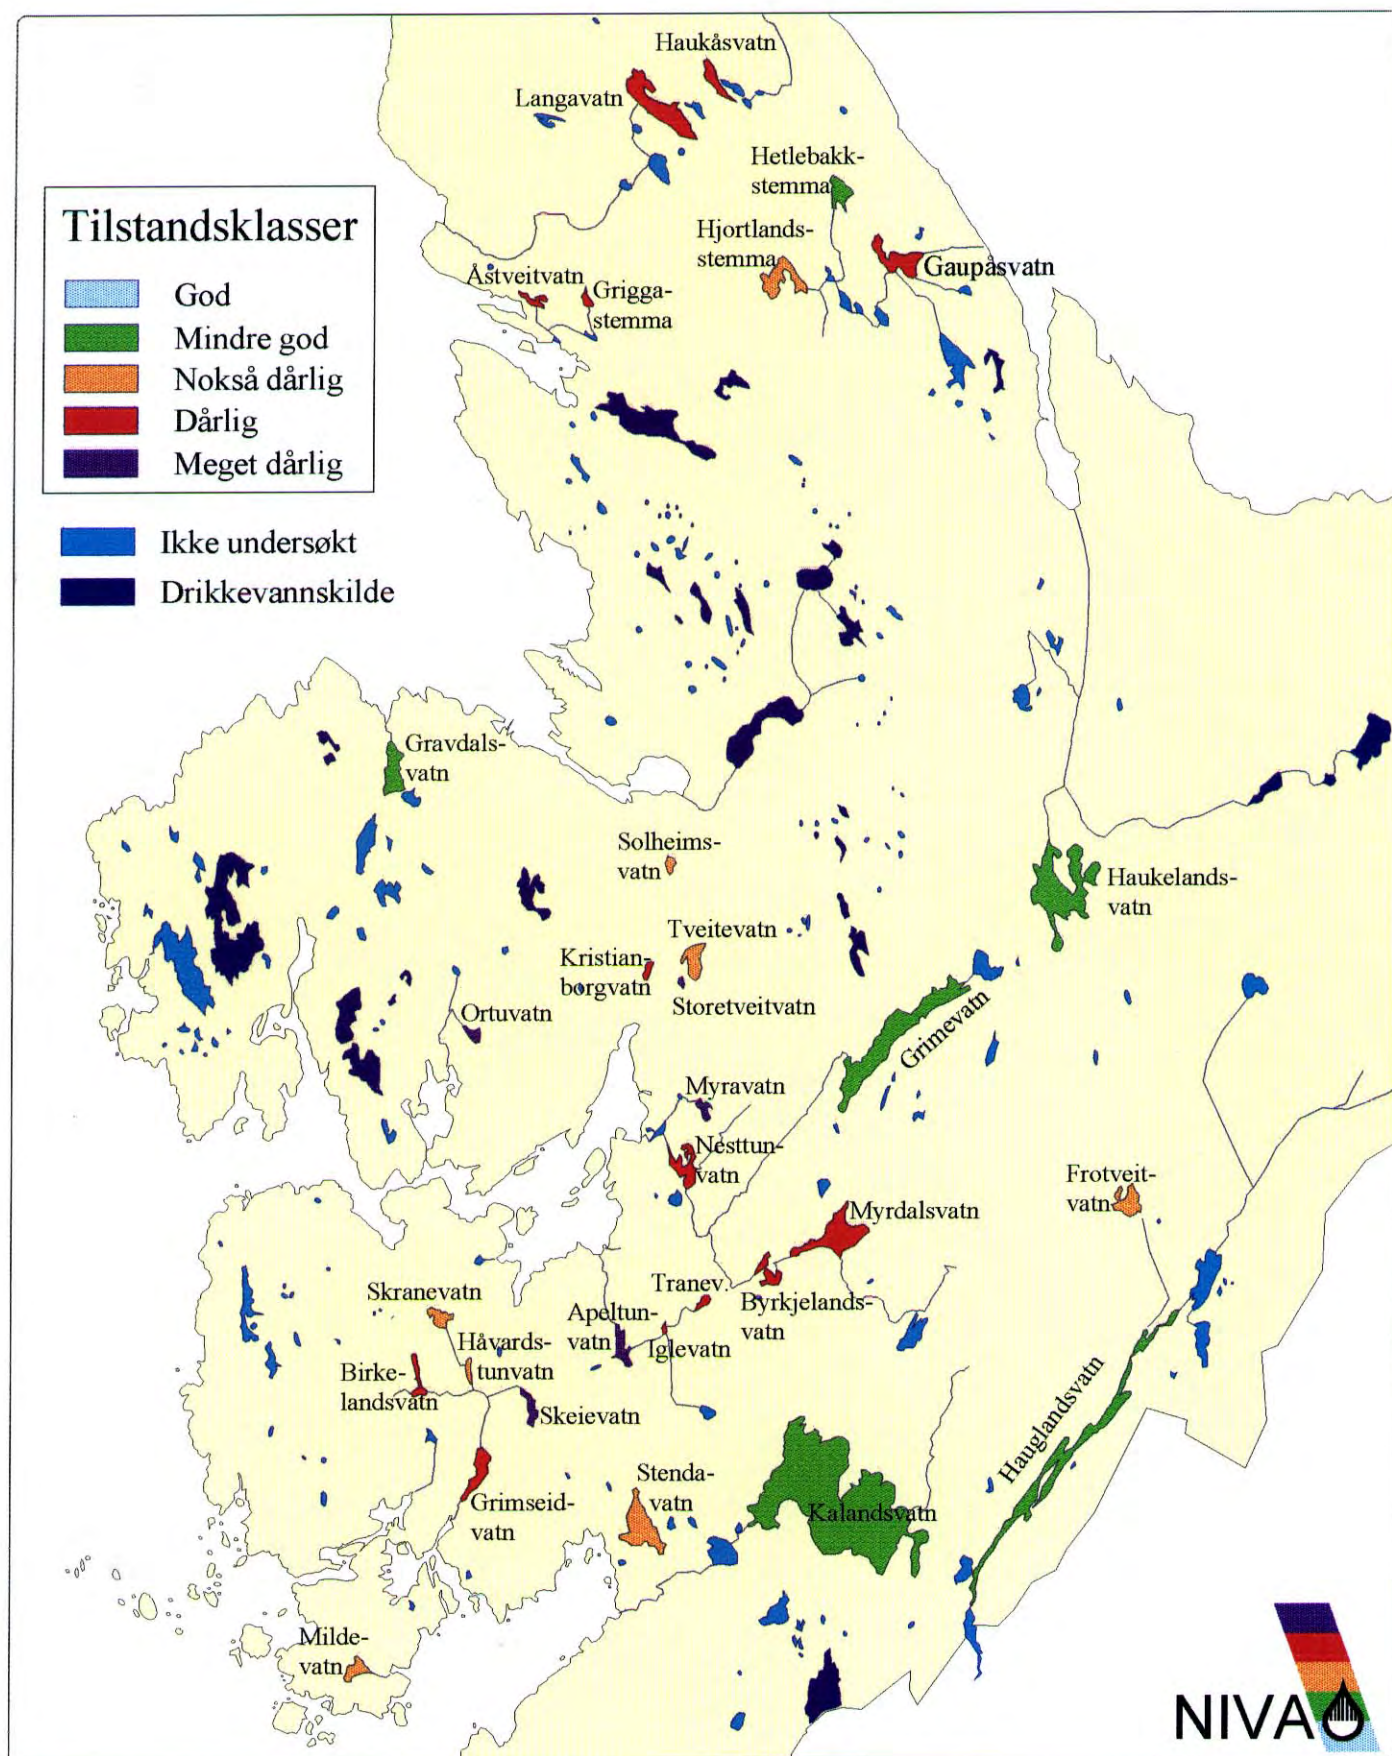 Haukåsvatn
Langavatn
Hetlebakk-
stemma
Hjortlands-
stemma
Gaupåsvatn
Åstveitvatn
Grigga-
stemma
Tilstandsklasser
God
Mindre god
Nokså dårlig
Dårlig
Meget dårlig
Ikke undersøkt
Drikkevannskilde
Gravdals-
vatn
Solheims-
vatn
Haukelands-
vatn
Tveitevatn
Kristian-
borgvatn
Storetveitvatn
Ortuvatn
Grimevatn
Myravatn
Nesttun-
vatn
Frotveit-
vatn
Myrdalsvatn
Skranevatn
Tranev.
Byrkjelands-
vatn
Apeltun-
vatn
Iglevatn
Håvards-
tunvatn
Birke-
landsvatn
Skeievatn
Hauglandsvatn
Grimseid-
vatn
Stenda-
vatn
Kalandsvatn
Milde-
vatn
NIVA